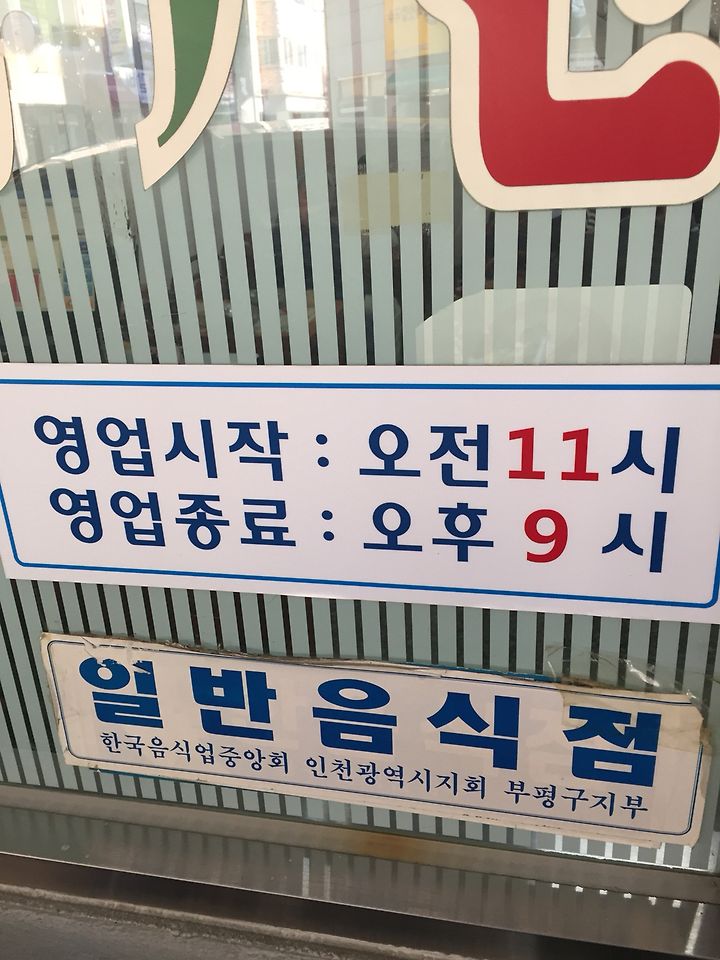 영업시작 : 오전 11시
영업종료 : 오후 9 시
일반음식점
한국음식업중앙회 인천광역시지회 부평구지부